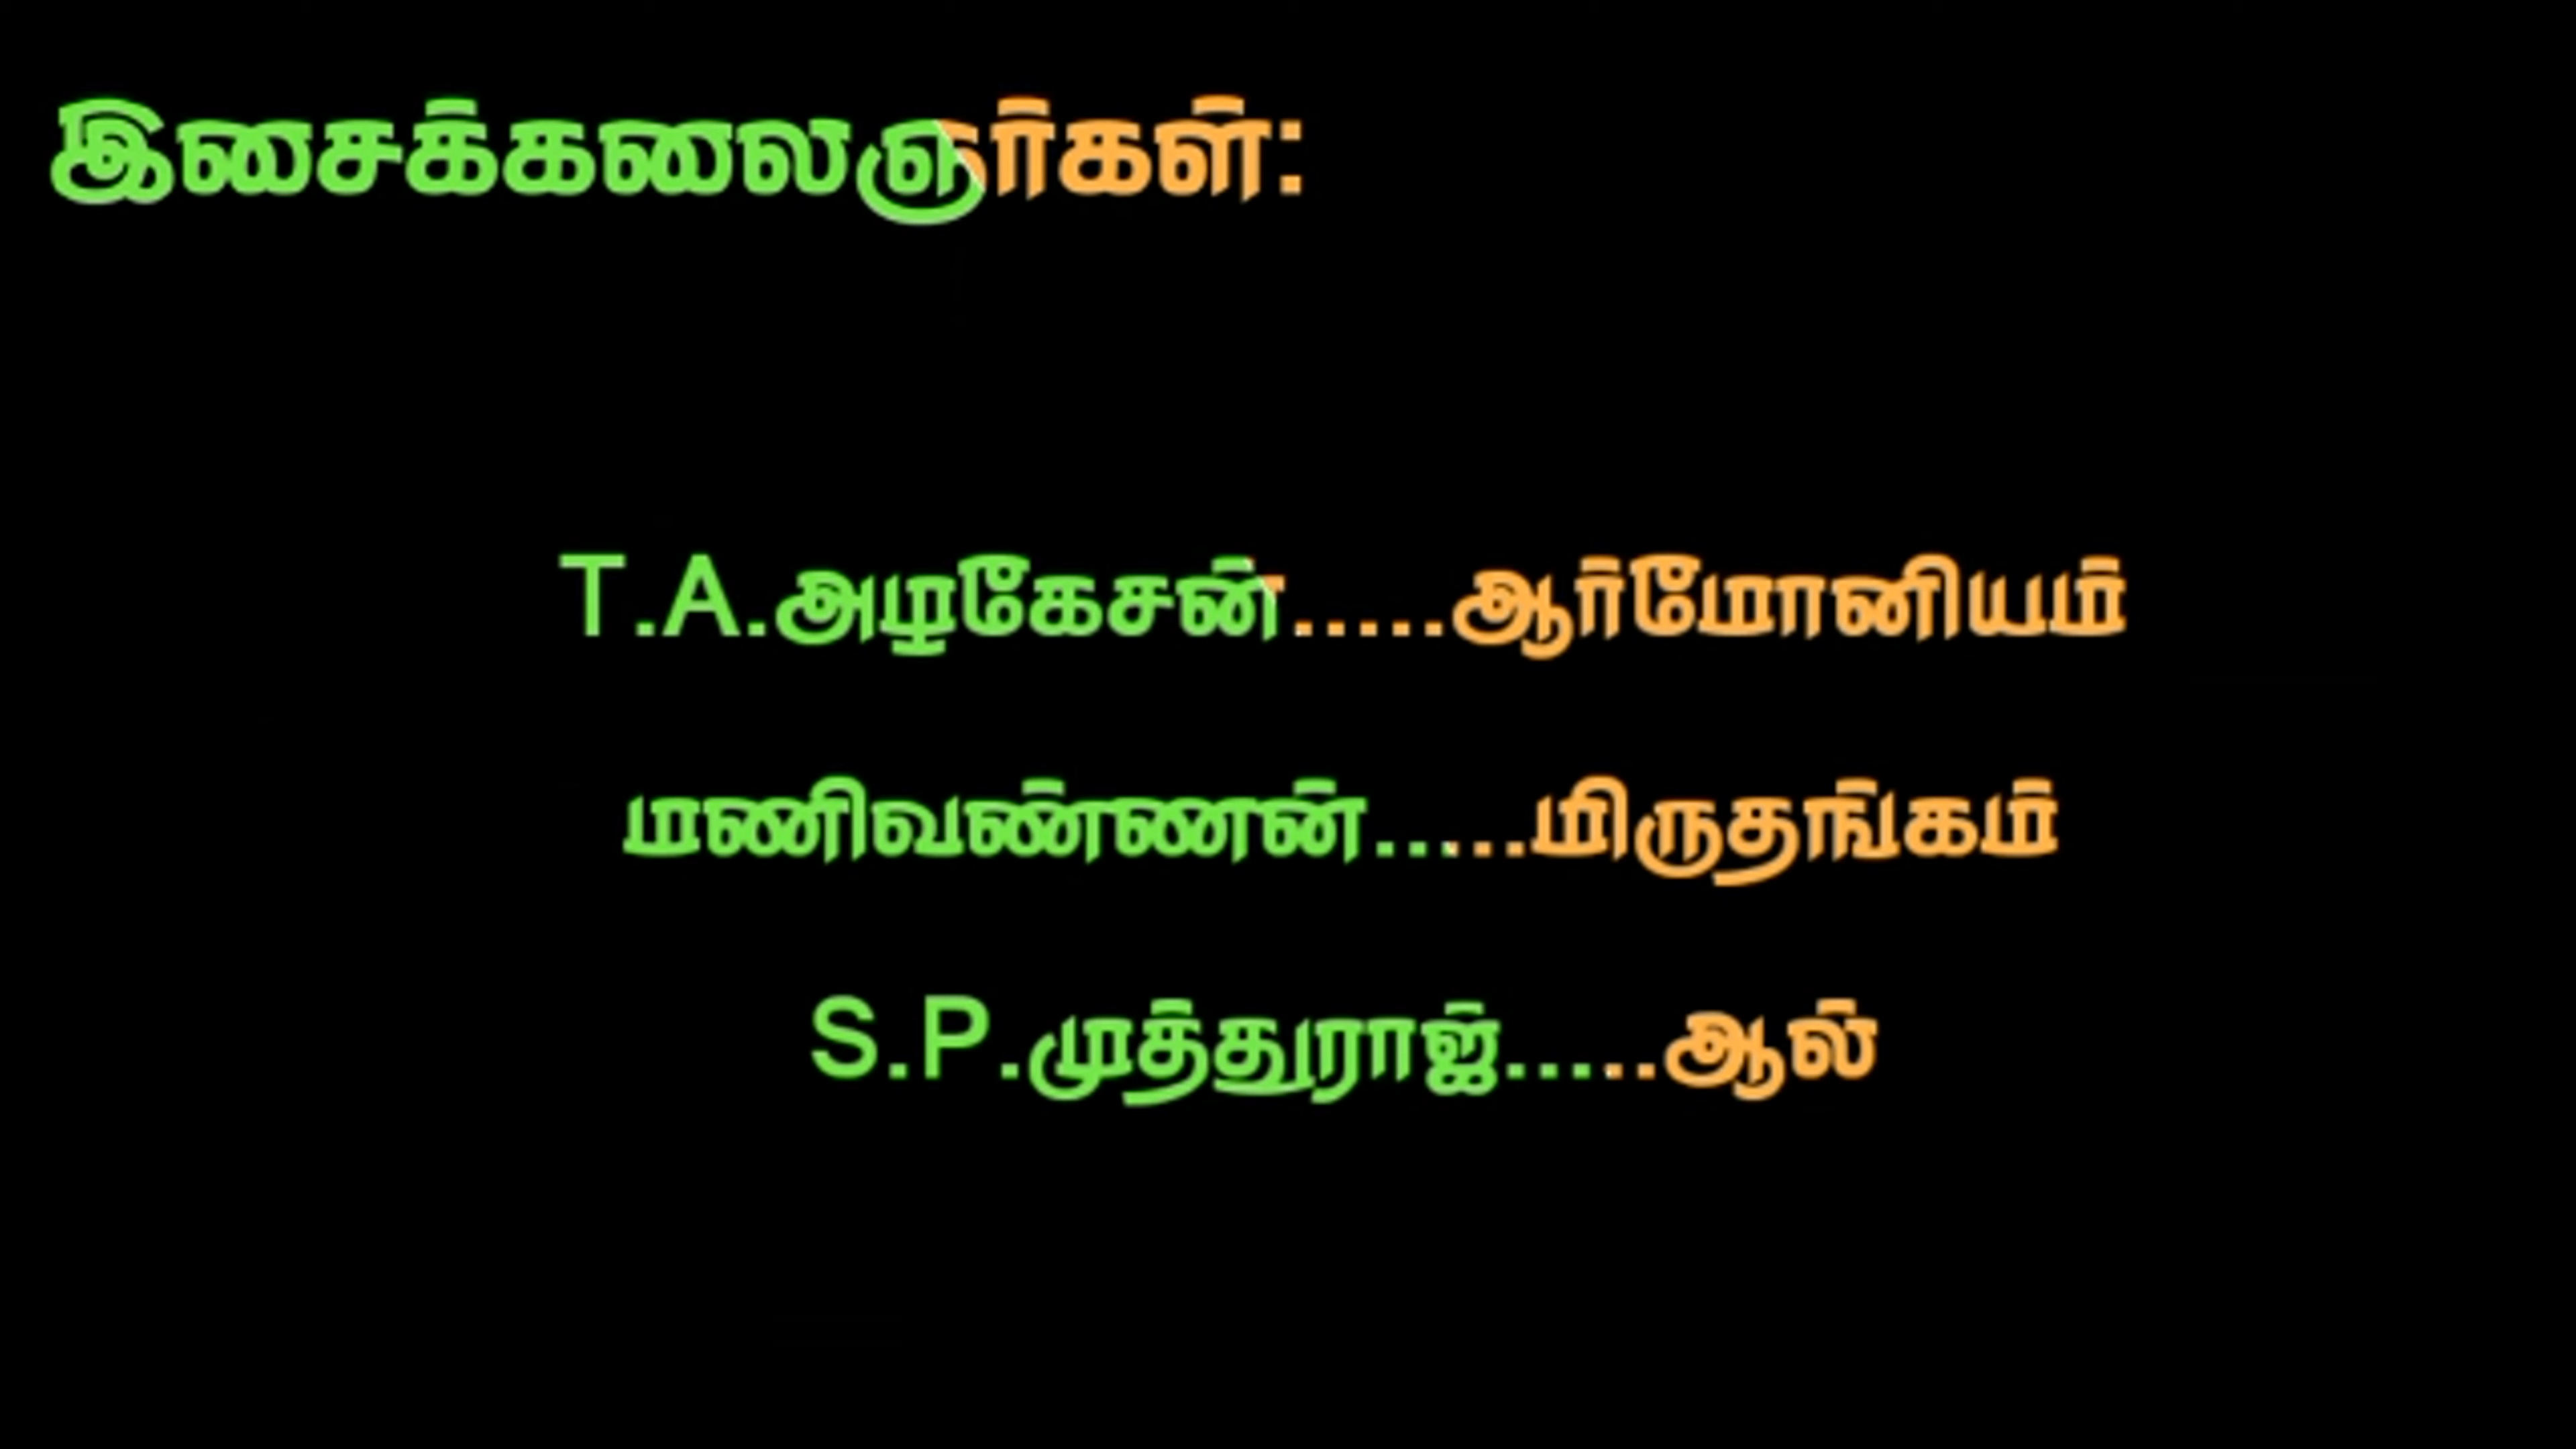 இசைக்கலைஞர்கள்:
T.A.அழகேசன்.....ஆர்மோனியம்
மணிவண்ணன்......மிருதங்கம்
S.P.முத்துராஜ்.....ஆல்